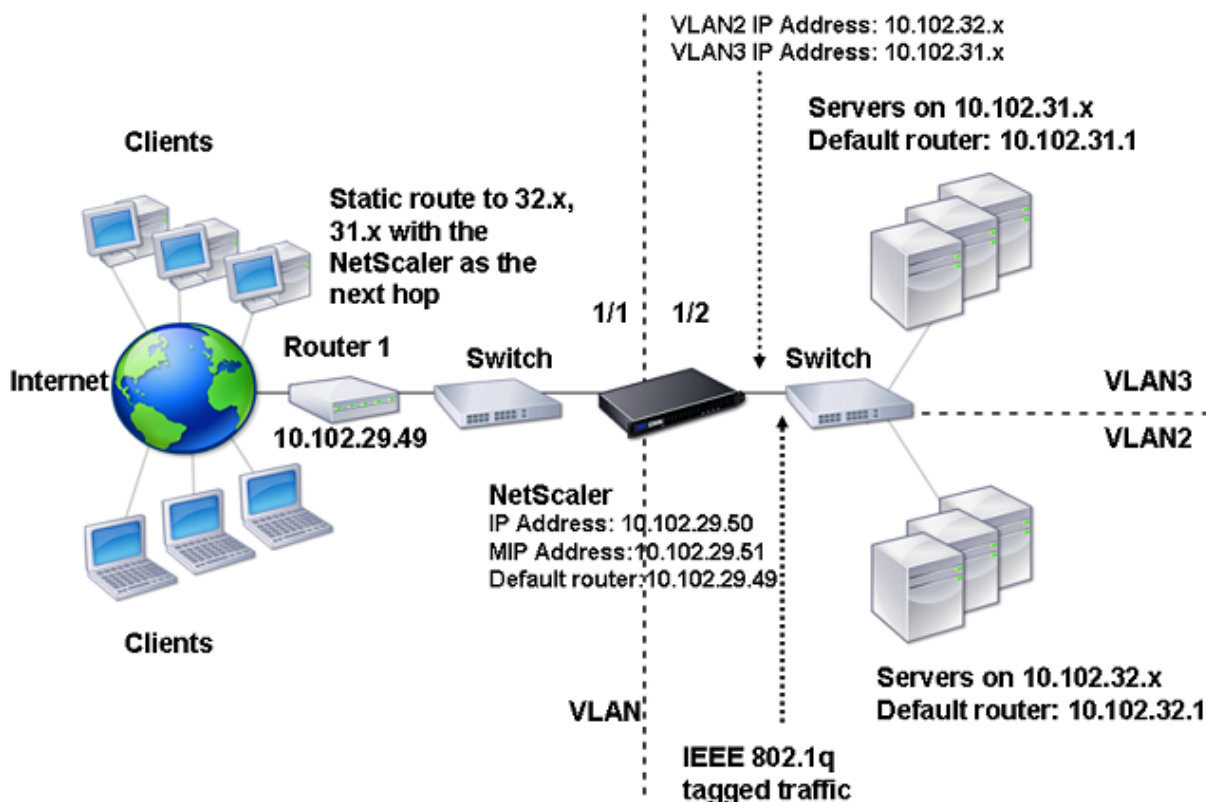 VLAN2 IP Address: 10.102.32.x
VLAN3 IP Address: 10.102.31.x
Servers on 10.102.31.x
Default router: 10.102.31.1
Clients
Static route to 32.x,
31.x with the
NetScaler as the
next hop
1/1
1/2
Internet
Router 1
Switch
Switch
10.102.29.49
VLAN3
VLAN2
NetScaler
IP Address: 10.102.29.50
MIP Address:10.102.29.51
Default router:10.102.29.49
Clients
Servers on 10.102.32.x
Default router: 10.102.32.1
VLAN
IEEE 802.1q
tagged traffic